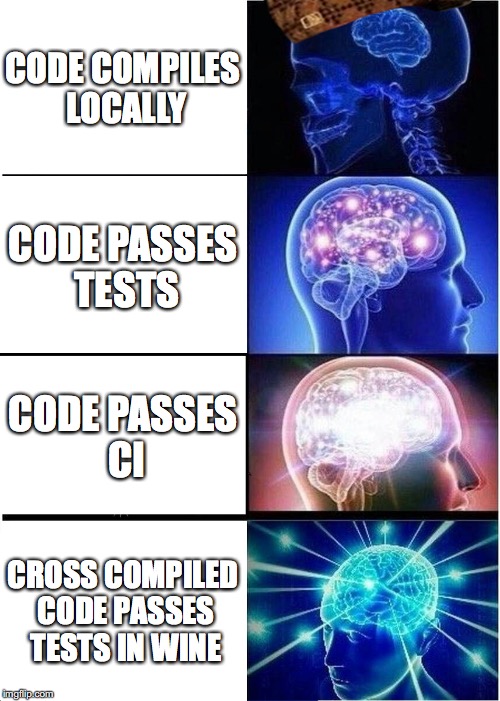 CODE COMPILES
LOCALLY
CODE PASSES
TESTS
CODE PASSES
CI
CROSS COMPILED
CODE PASSES
TESTS IN WINE
imgflip.com